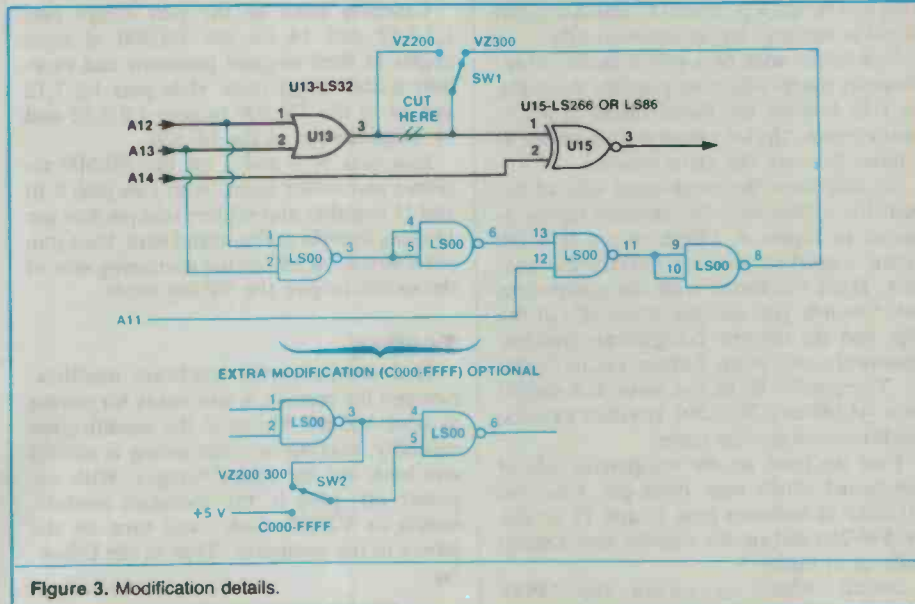 VZ200
VZ300
SW1
U13-LS32
CUT
HERE
U15-LS266 OR LS86
A12
A13
A14
1
2
U13
3
1
2
U15
3
1
2
LS00
3
4
5
LS00
6
13
12
LS00
11
9
10
LS00
8
A11
EXTRA MODIFICATION (C000-FFFF) OPTIONAL
1
2
LS00
3
4
5
LS00
6
VZ200 300
SW2
+5 V
C000-FFFF
Figure 3. Modification details.